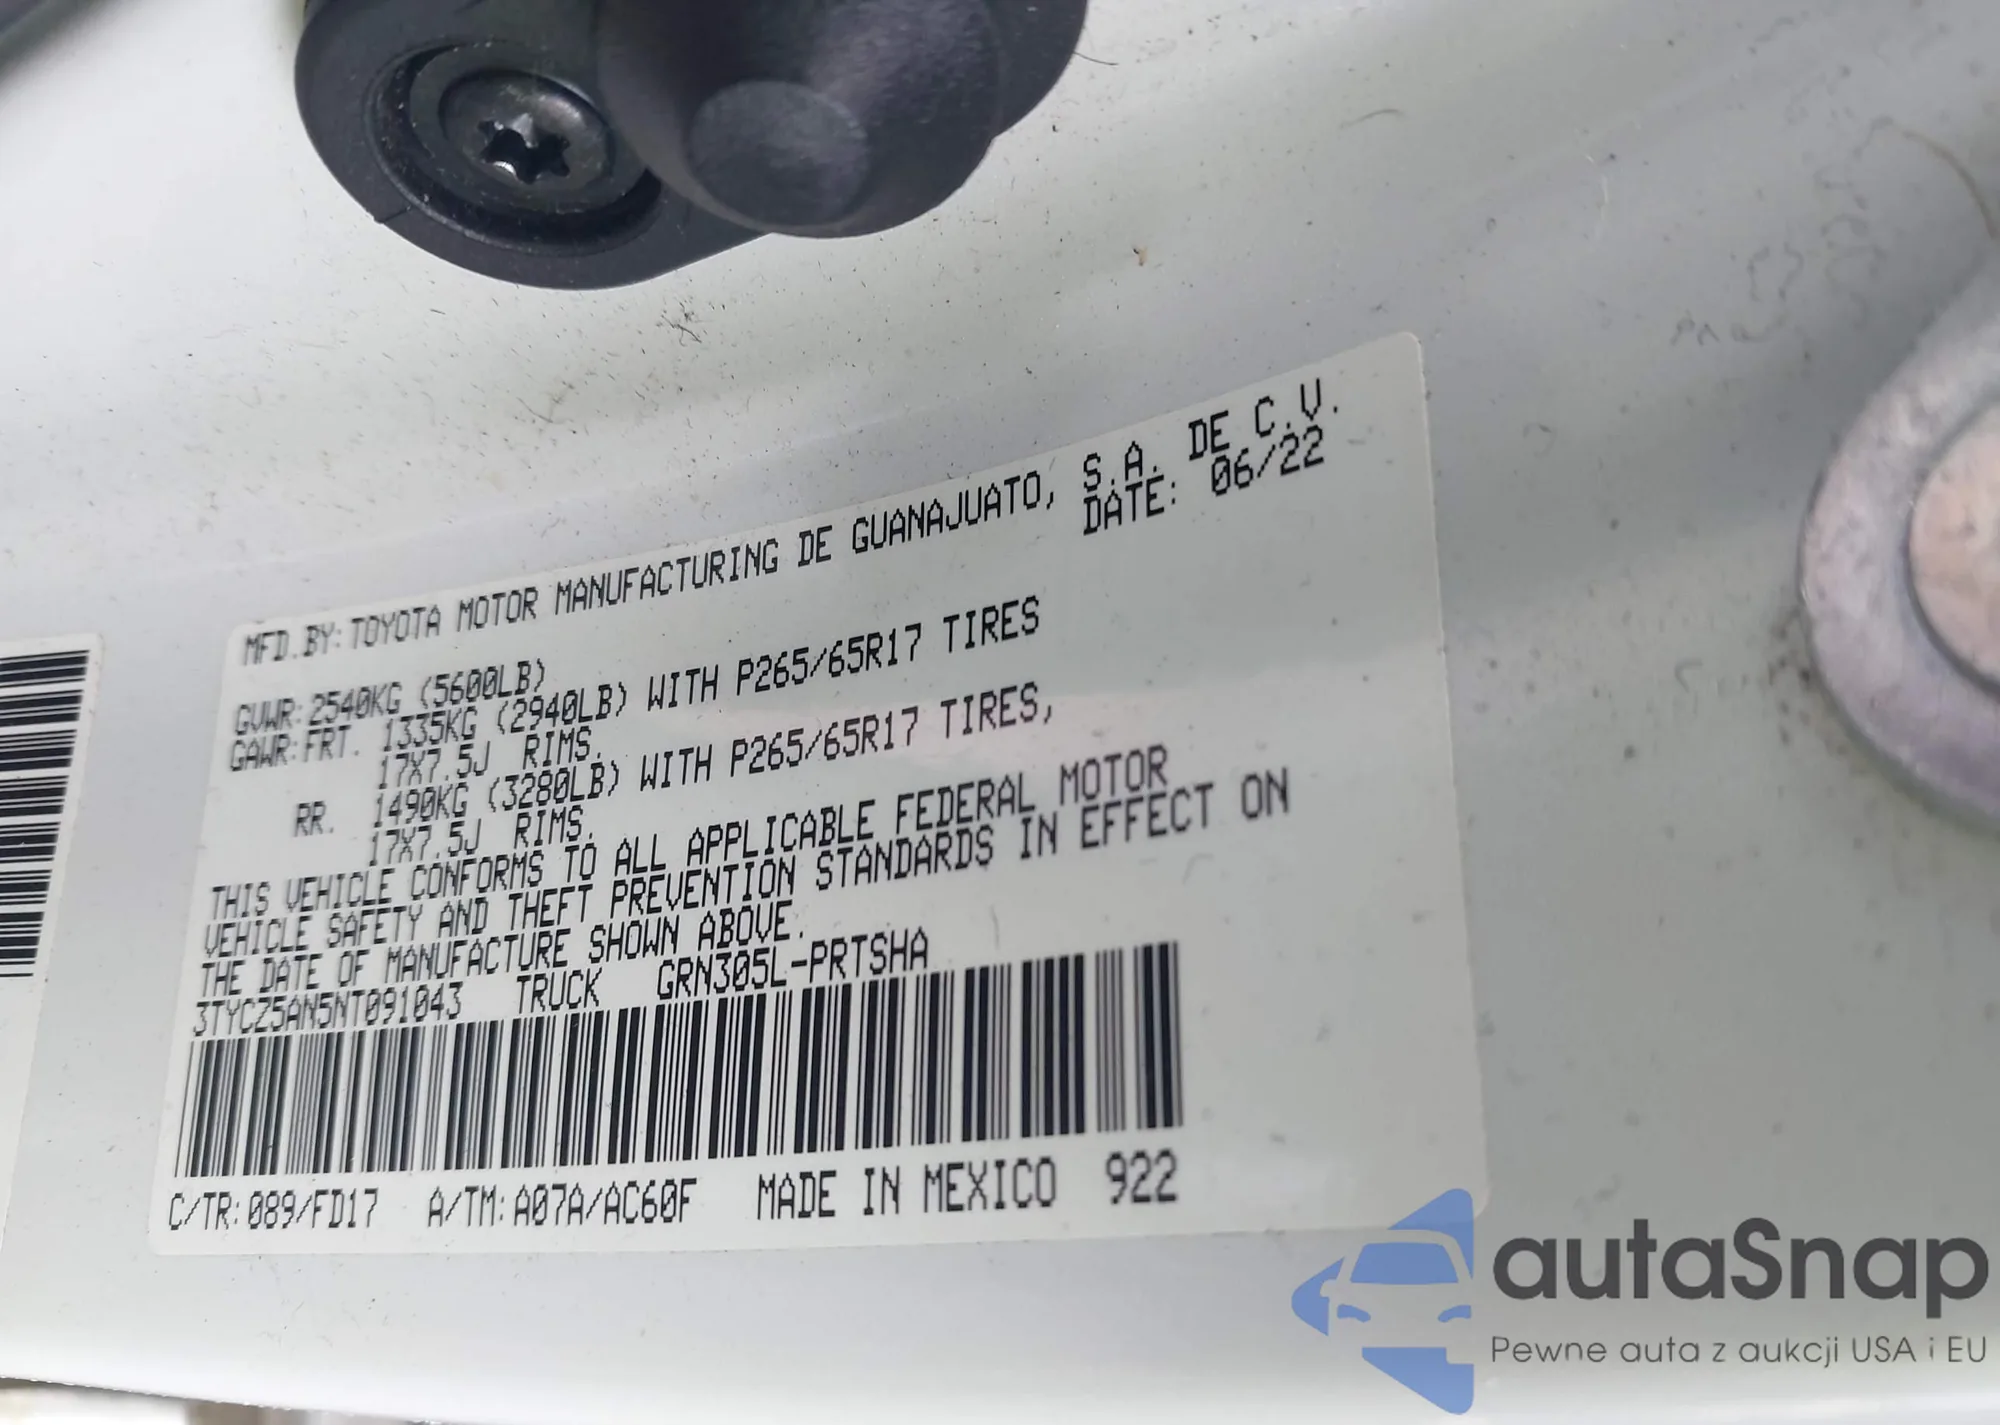 MFD.BY:TOYOTA MOTOR MANUFACTURING DE GUANAJUATO, S.A. DE C.V.
DATE: 06/22
GVWR:2540KG (5600LB)
GAWR:FRT. 1335KG (2940LB) WITH P265/65R17 TIRES
17X7.5J RIMS.
RR. 1490KG (3280LB) WITH P265/65R17 TIRES,
17X7.5J RIMS.
THIS VEHICLE CONFORMS TO ALL APPLICABLE FEDERAL MOTOR
VEHICLE SAFETY AND THEFT PREVENTION STANDARDS IN EFFECT ON
THE DATE OF MANUFACTURE SHOWN ABOVE.
3TYCZ5AN5NT091043 TRUCK GRN305L-PRTSHA
C/TR:089/FD17 A/TM:A07A/AC60F MADE IN MEXICO 922
autaSnap
Pewne auta z aukcji USA i EU